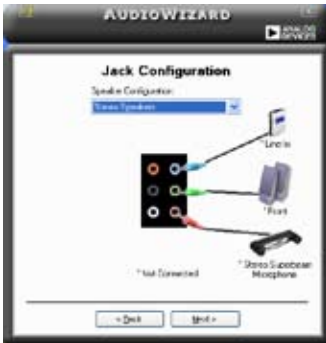 AUDIOWIZARD
ANALOG
DEVICES
Jack Configuration
Speaker Configuration
Stereo Speakers
*Line In
*Front
*Stereo Superbeam
Microphone
*Not Connected
< Back
Next >